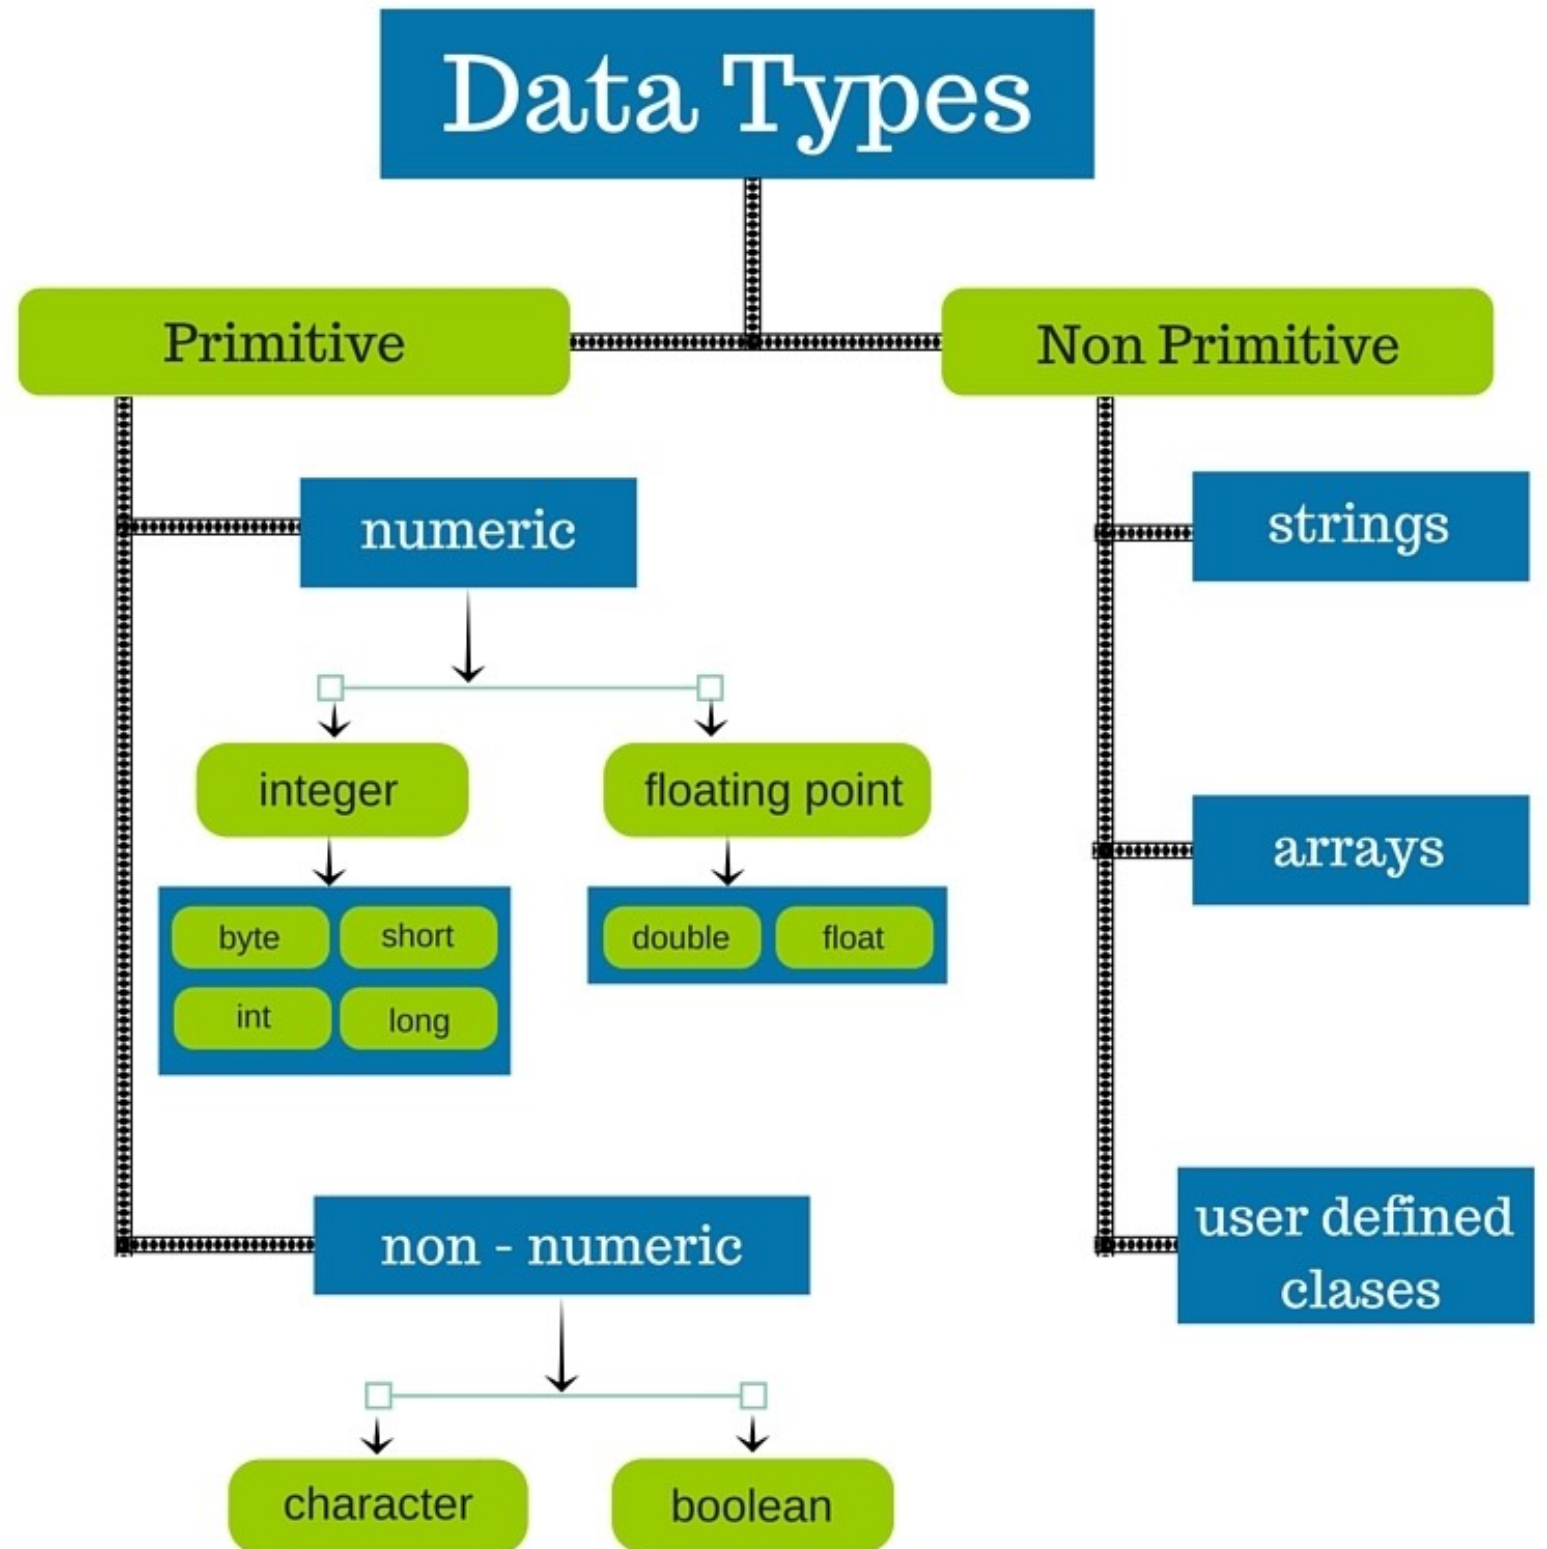 Data Types
Primitive
Non Primitive
numeric
strings
integer
floating point
arrays
byte
short
double
float
int
long
non - numeric
user defined
clases
character
boolean